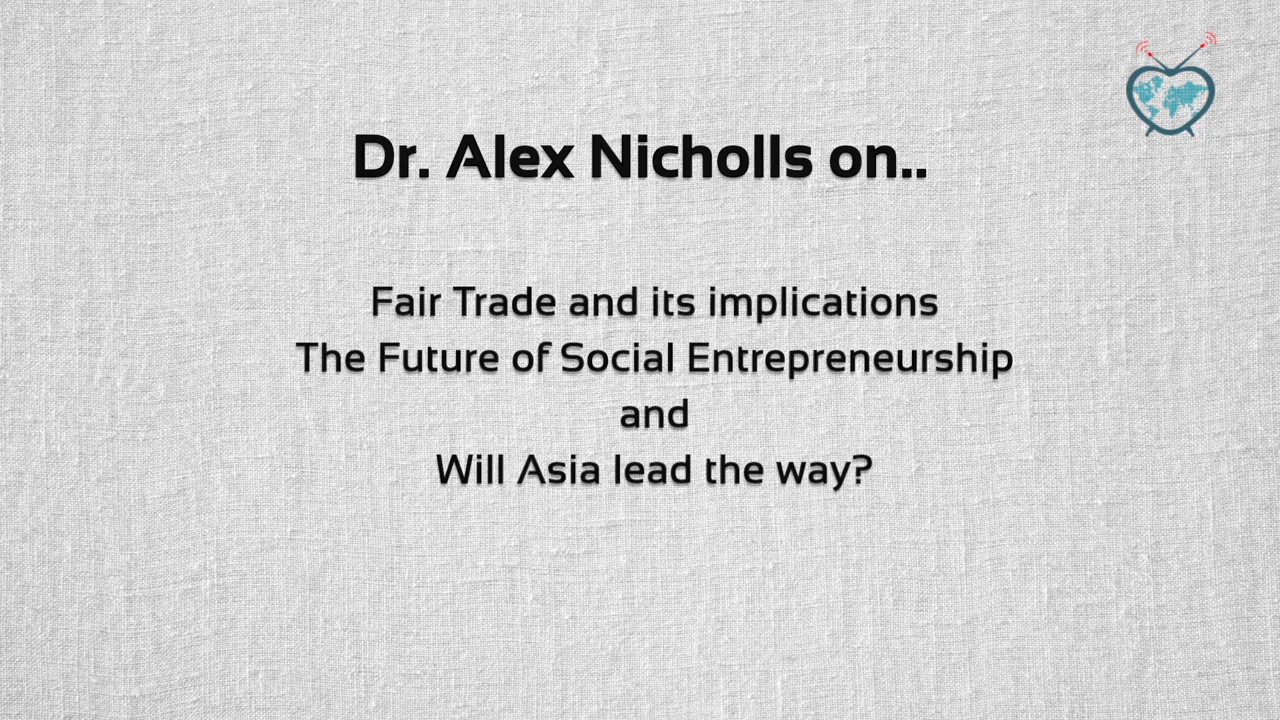 Dr. Alex Nicholls on..
Fair Trade and its implications
The Future of Social Entrepreneurship
and
Will Asia lead the way?